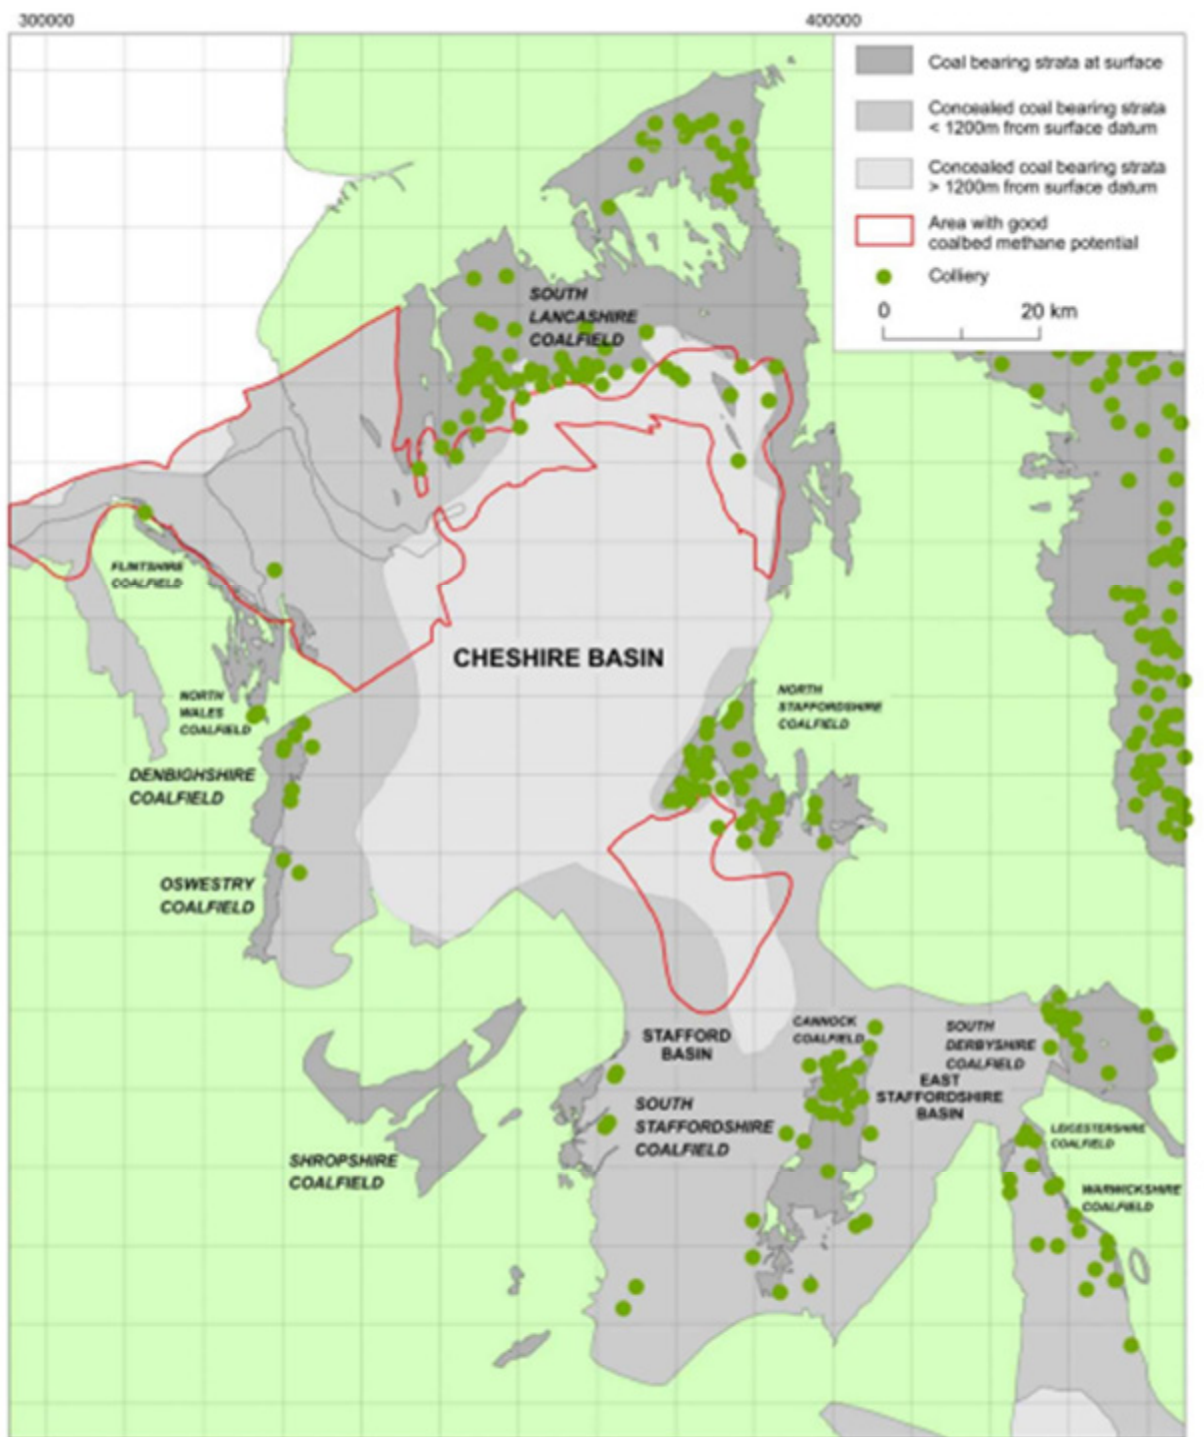 300000
400000
Coal bearing strata at surface
Concealed coal bearing strata
< 1200m from surface datum
Concealed coal bearing strata
> 1200m from surface datum
Area with good
coalbed methane potential
Colliery
0 20 km
SOUTH
LANCASHIRE
COALFIELD
FLINTSHIRE
COALFIELD
CHESHIRE BASIN
NORTH
WALES
COALFIELD
NORTH
STAFFORDSHIRE
COALFIELD
DENBIGHSHIRE
COALFIELD
OSWESTRY
COALFIELD
STAFFORD
BASIN
CANNOCK
COALFIELD
SOUTH
DERBYSHIRE
COALFIELD
EAST
STAFFORDSHIRE
BASIN
SOUTH
STAFFORDSHIRE
COALFIELD
LEICESTERSHIRE
COALFIELD
SHROPSHIRE
COALFIELD
WARWICKSHIRE
COALFIELD